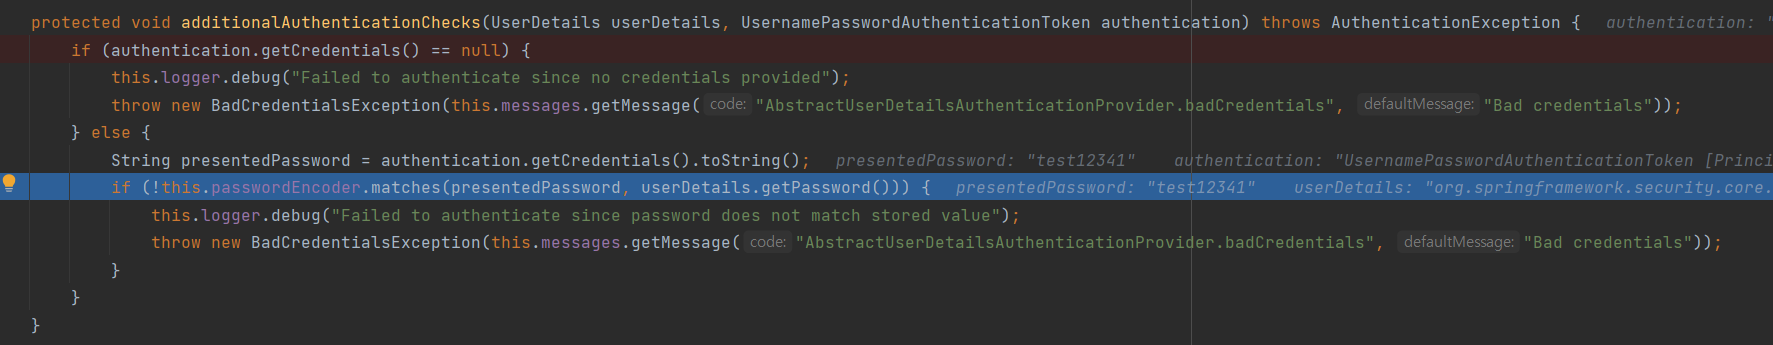 protected void additionalAuthenticationChecks(UserDetails userDetails, UsernamePasswordAuthenticationToken authentication) throws AuthenticationException {  authentication: "
if (authentication.getCredentials() == null) {
this.logger.debug("Failed to authenticate since no credentials provided");
throw new BadCredentialsException(this.messages.getMessage( code: "AbstractUserDetailsAuthenticationProvider.badCredentials", defaultMessage: "Bad credentials"));
} else {
String presentedPassword = authentication.getCredentials().toString();  presentedPassword: "test12341"  authentication: "UsernamePasswordAuthenticationToken [Princi
if (!this.passwordEncoder.matches(presentedPassword, userDetails.getPassword())) {  presentedPassword: "test12341"  userDetails: "org.springframework.security.core.
this.logger.debug("Failed to authenticate since password does not match stored value");
throw new BadCredentialsException(this.messages.getMessage( code: "AbstractUserDetailsAuthenticationProvider.badCredentials", defaultMessage: "Bad credentials"));
}
}
}